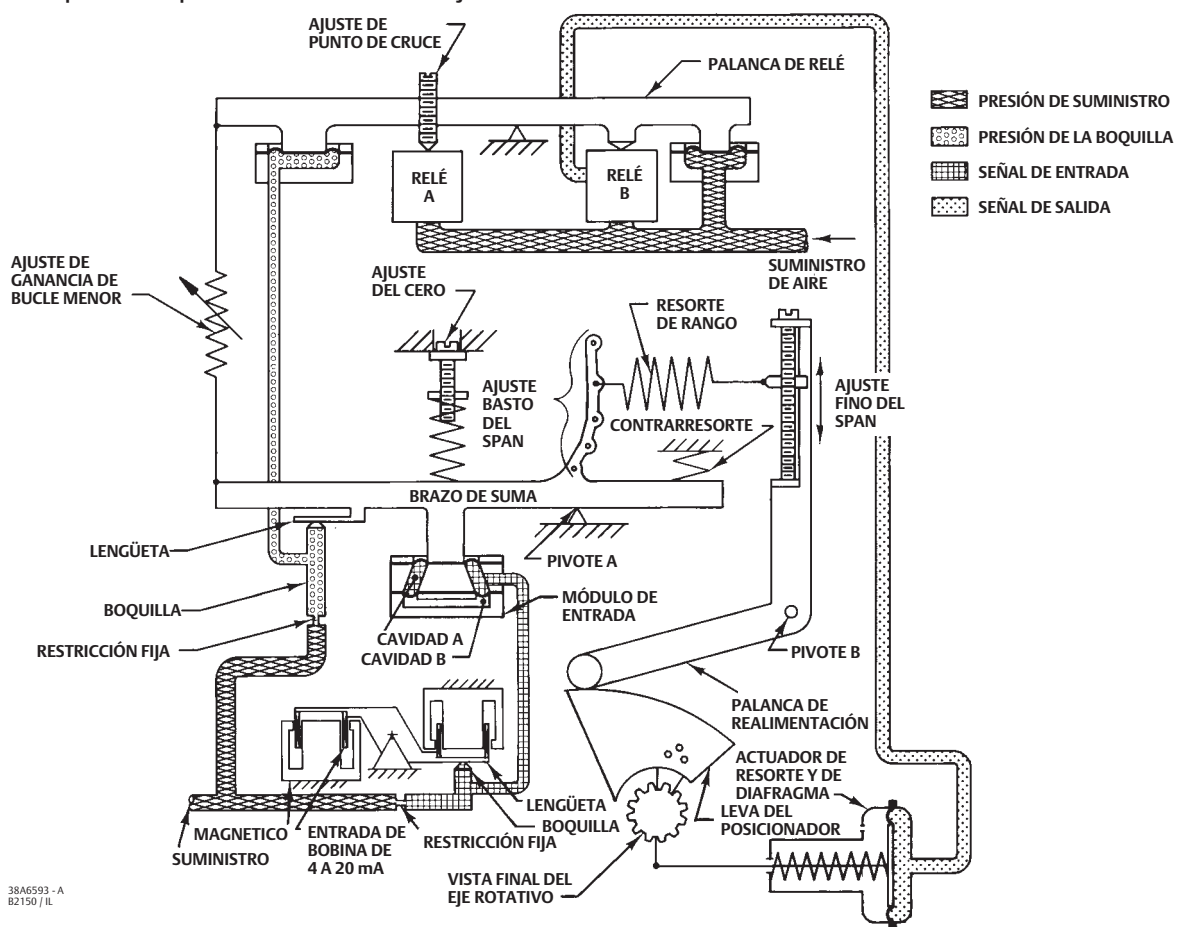 AJUSTE DE
PUNTO DE CRUCE
PALANCA DE RELÉ
PRESIÓN DE SUMINISTRO
PRESIÓN DE LA BOQUILLA
SEÑAL DE ENTRADA
SEÑAL DE SALIDA
RELÉ
A
RELÉ
B
SUMINISTRO
DE AIRE
AJUSTE DE
GANANCIA DE
BUCLE MENOR
AJUSTE
DEL CERO
RESORTE
DE RANGO
AJUSTE
BASTO
DEL
SPAN
AJUSTE
FINO DEL
SPAN
CONTRARRESORTE
BRAZO DE SUMA
LENGÜETA
PIVOTE A
BOQUILLA
MÓDULO DE
ENTRADA
CAVIDAD A
CAVIDAD B
RESTRICCIÓN FIJA
PIVOTE B
PALANCA DE
REALIMENTACIÓN
ACTUADOR DE
RESORTE Y DE
DIAFRAGMA
LEVA DEL
POSICIONADOR
LENGÜETA
BOQUILLA
RESTRICCIÓN FIJA
MAGNETICO
SUMINISTRO
ENTRADA DE
BOBINA DE
4 A 20 mA
VISTA FINAL DEL
EJE ROTATIVO
38A6593 - A
B2150 / IL